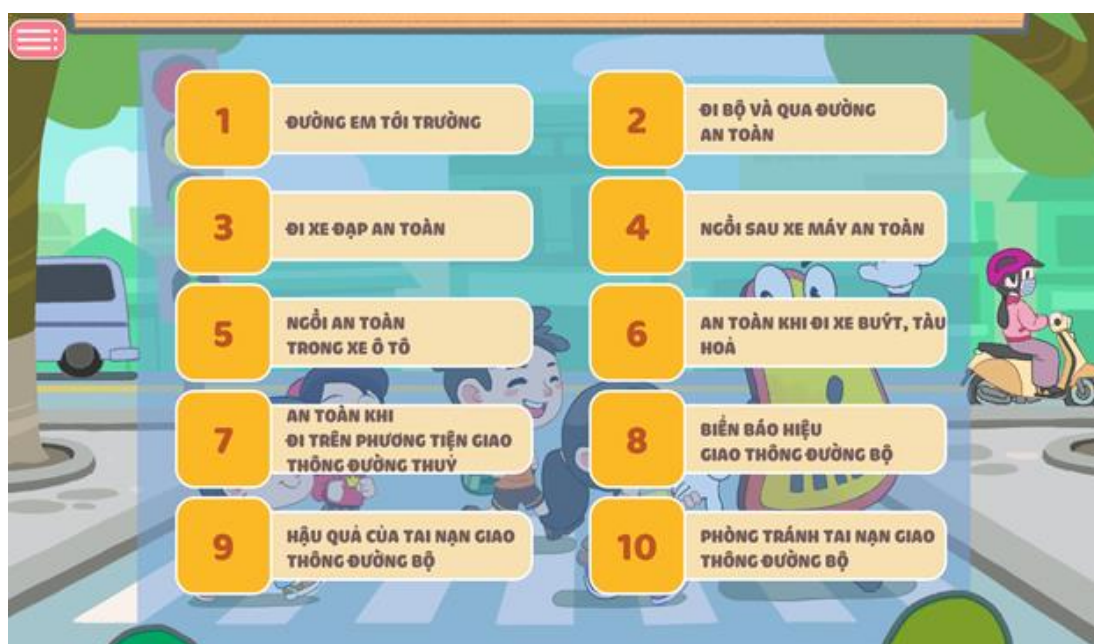 1
ĐƯỜNG EM TỚI TRƯỜNG
2
ĐI BỘ VÀ QUA ĐƯỜNG
AN TOÀN
3
ĐI XE ĐẠP AN TOÀN
4
NGỒI SAU XE MÁY AN TOÀN
5
NGỒI AN TOÀN
TRONG XE Ô TÔ
6
AN TOÀN KHI ĐI XE BUÝT, TÀU
HOẢ
7
AN TOÀN KHI
ĐI TRÊN PHƯƠNG TIỆN GIAO
THÔNG ĐƯỜNG THUỶ
8
BIỂN BÁO HIỆU
GIAO THÔNG ĐƯỜNG BỘ
9
HẬU QUẢ CỦA TAI NẠN GIAO
THÔNG ĐƯỜNG BỘ
10
PHÒNG TRÁNH TAI NẠN GIAO
THÔNG ĐƯỜNG BỘ